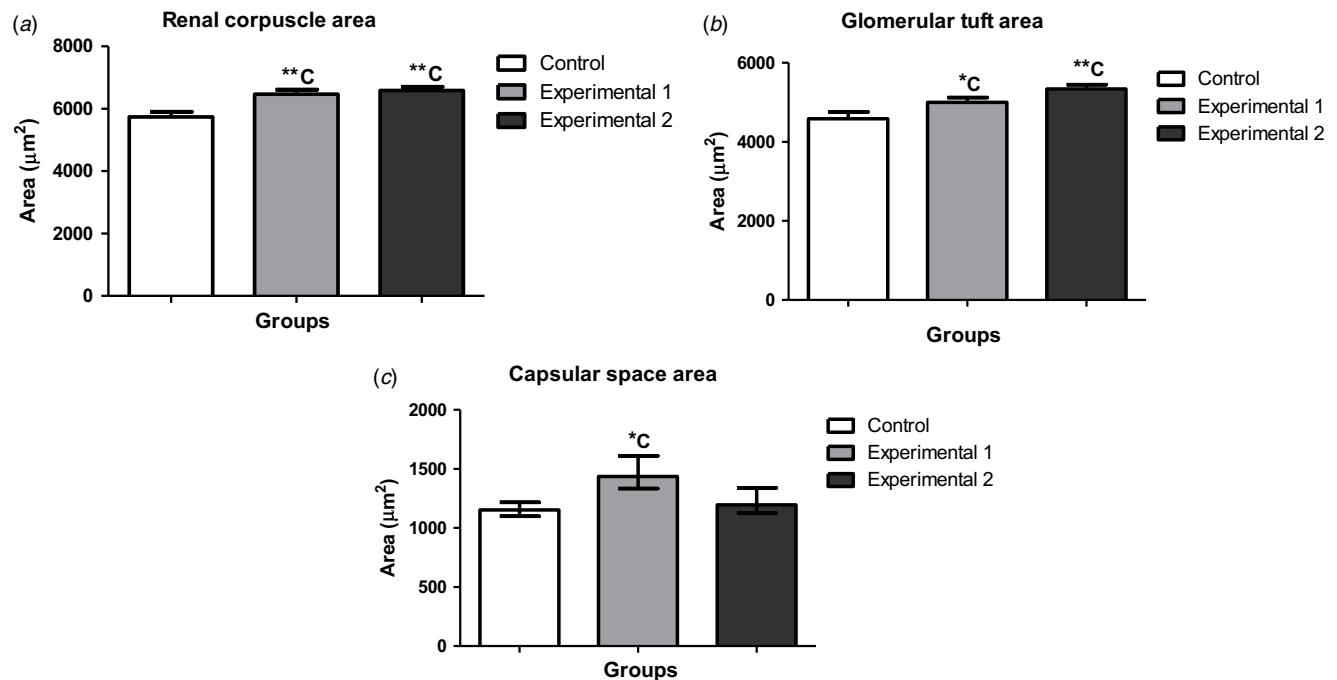 (a)
Renal corpuscle area
8000
6000
4000
2000
0
Area (μm²)
**C
**C
Groups
Control
Experimental 1
Experimental 2
(b)
Glomerular tuft area
6000
4000
2000
0
Area (μm²)
*C
**C
Groups
Control
Experimental 1
Experimental 2
(c)
Capsular space area
2000
1500
1000
500
0
Area (μm²)
*C
Groups
Control
Experimental 1
Experimental 2